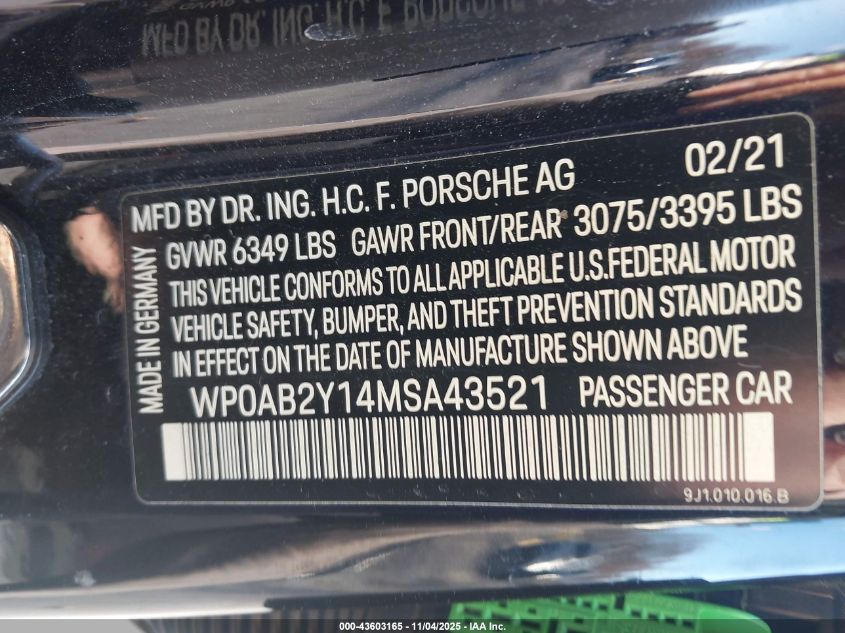 MFD BY DR. ING. H.C. F. PORSCHE AG 02/21
GVWR 6349 LBS GAWR FRONT/REAR 3075/3395 LBS
THIS VEHICLE CONFORMS TO ALL APPLICABLE U.S.FEDERAL MOTOR
VEHICLE SAFETY, BUMPER, AND THEFT PREVENTION STANDARDS
IN EFFECT ON THE DATE OF MANUFACTURE SHOWN ABOVE
WP0AB2Y14MSA43521 PASSENGER CAR
MADE IN GERMANY
9J1.010.016.B
000-43603165 - 11/04/2025 - IAA Inc.